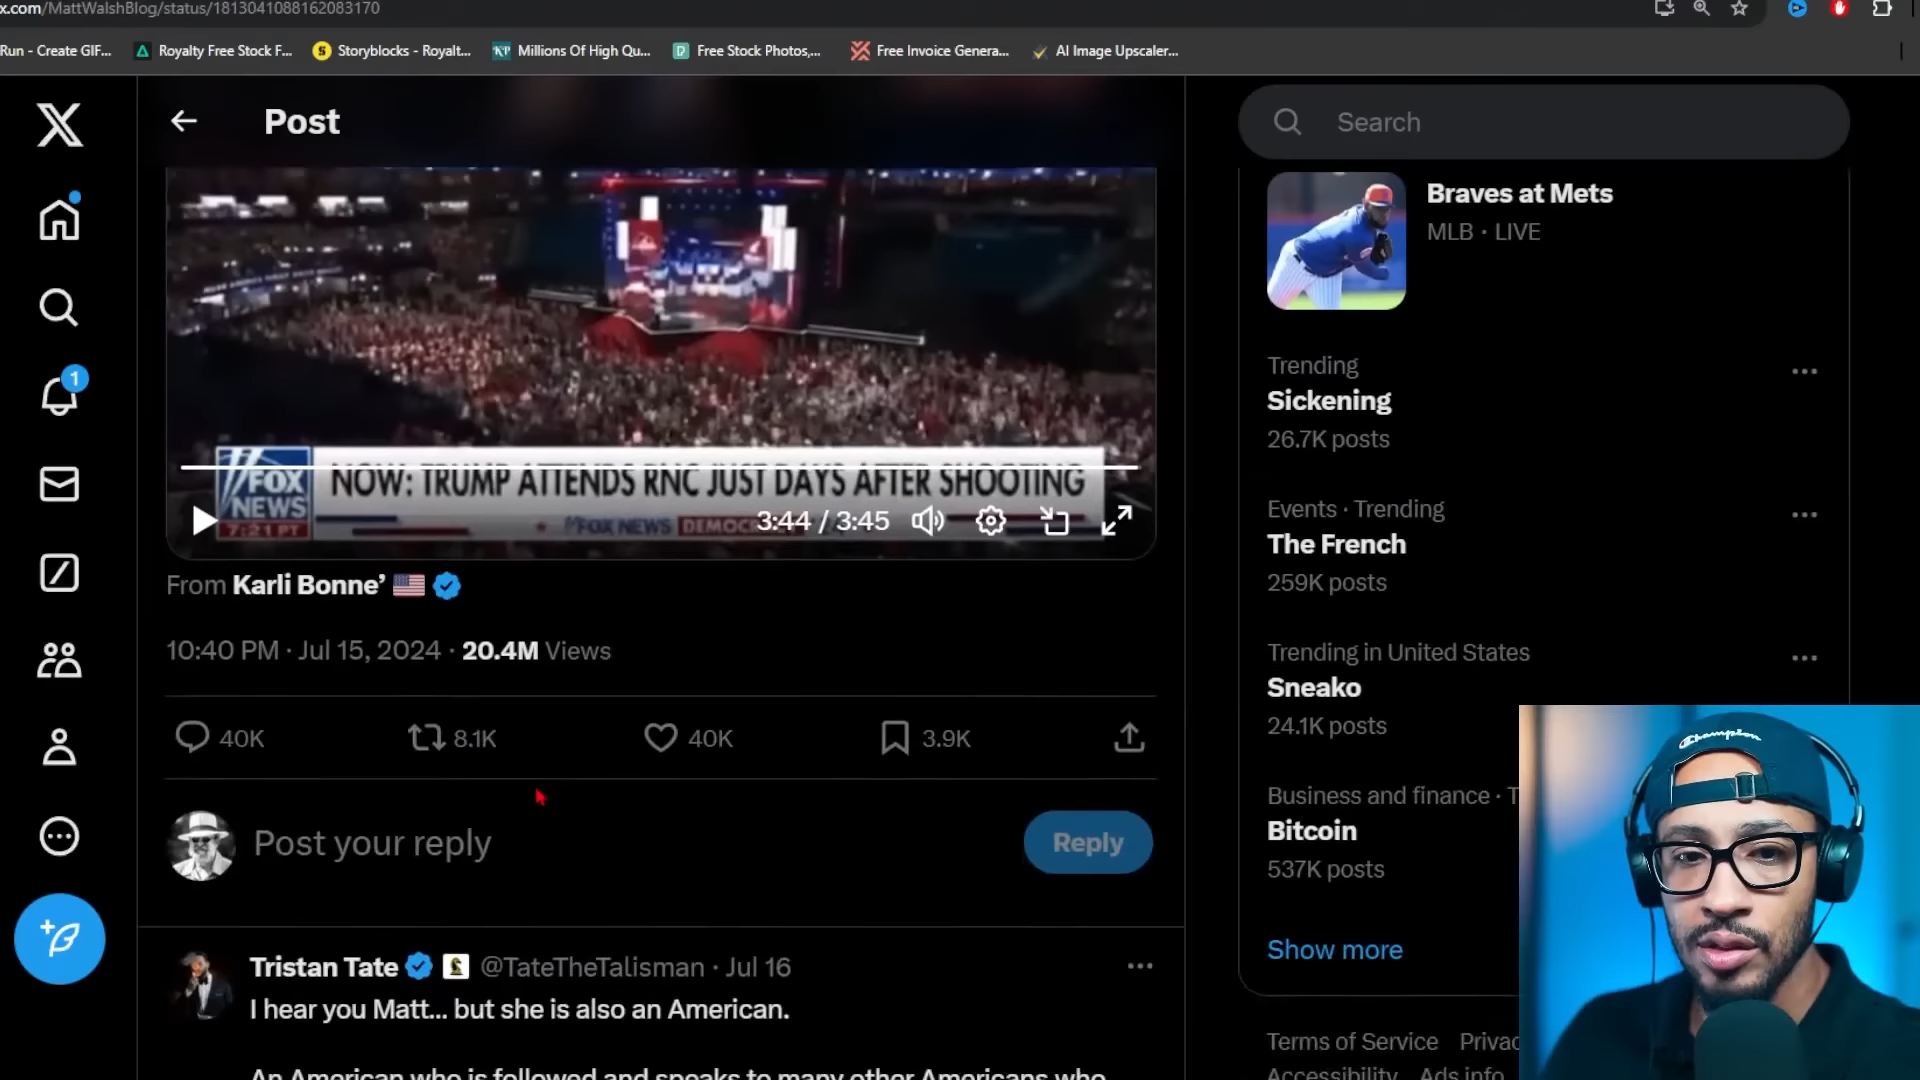 x.com/MattWalshBlog/status/1813041088162083170
Run - Create GIF...
Royalty Free Stock F...
Storyblocks - Royalt...
Millions Of High Qu...
Free Stock Photos,...
Free Invoice Genera...
AI Image Upscaler...
Post
Search
Braves at Mets
MLB · LIVE
Trending
Sickening
26.7K posts
Events · Trending
The French
259K posts
Trending in United States
Sneako
24.1K posts
Business and finance · T
Bitcoin
537K posts
Show more
Terms of Service Privac
Accessibility Ads info
FOX
NEWS
7:21 PT
NOW: TRUMP ATTENDS RNC JUST DAYS AFTER SHOOTING
FOX NEWS
3:44 / 3:45
From Karli Bonne’
10:40 PM · Jul 15, 2024 · 20.4M Views
40K
8.1K
40K
3.9K
Post your reply
Reply
Tristan Tate @TateTheTalisman · Jul 16
I hear you Matt... but she is also an American.
An American who is followed and speaks to many other Americans who
1
Champion